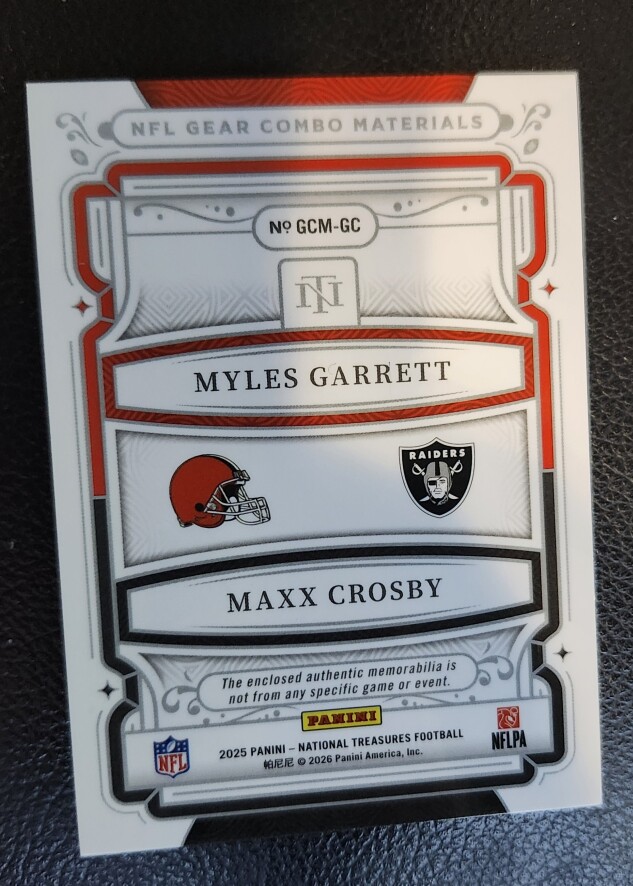 NFL GEAR COMBO MATERIALS
Nº GCM-GC
NT
MYLES GARRETT
RAIDERS
MAXX CROSBY
The enclosed authentic memorabilia is
not from any specific game or event.
PANINI
NFL
2025 PANINI – NATIONAL TREASURES FOOTBALL
帕尼尼 © 2026 Panini America, Inc.
NFLPA